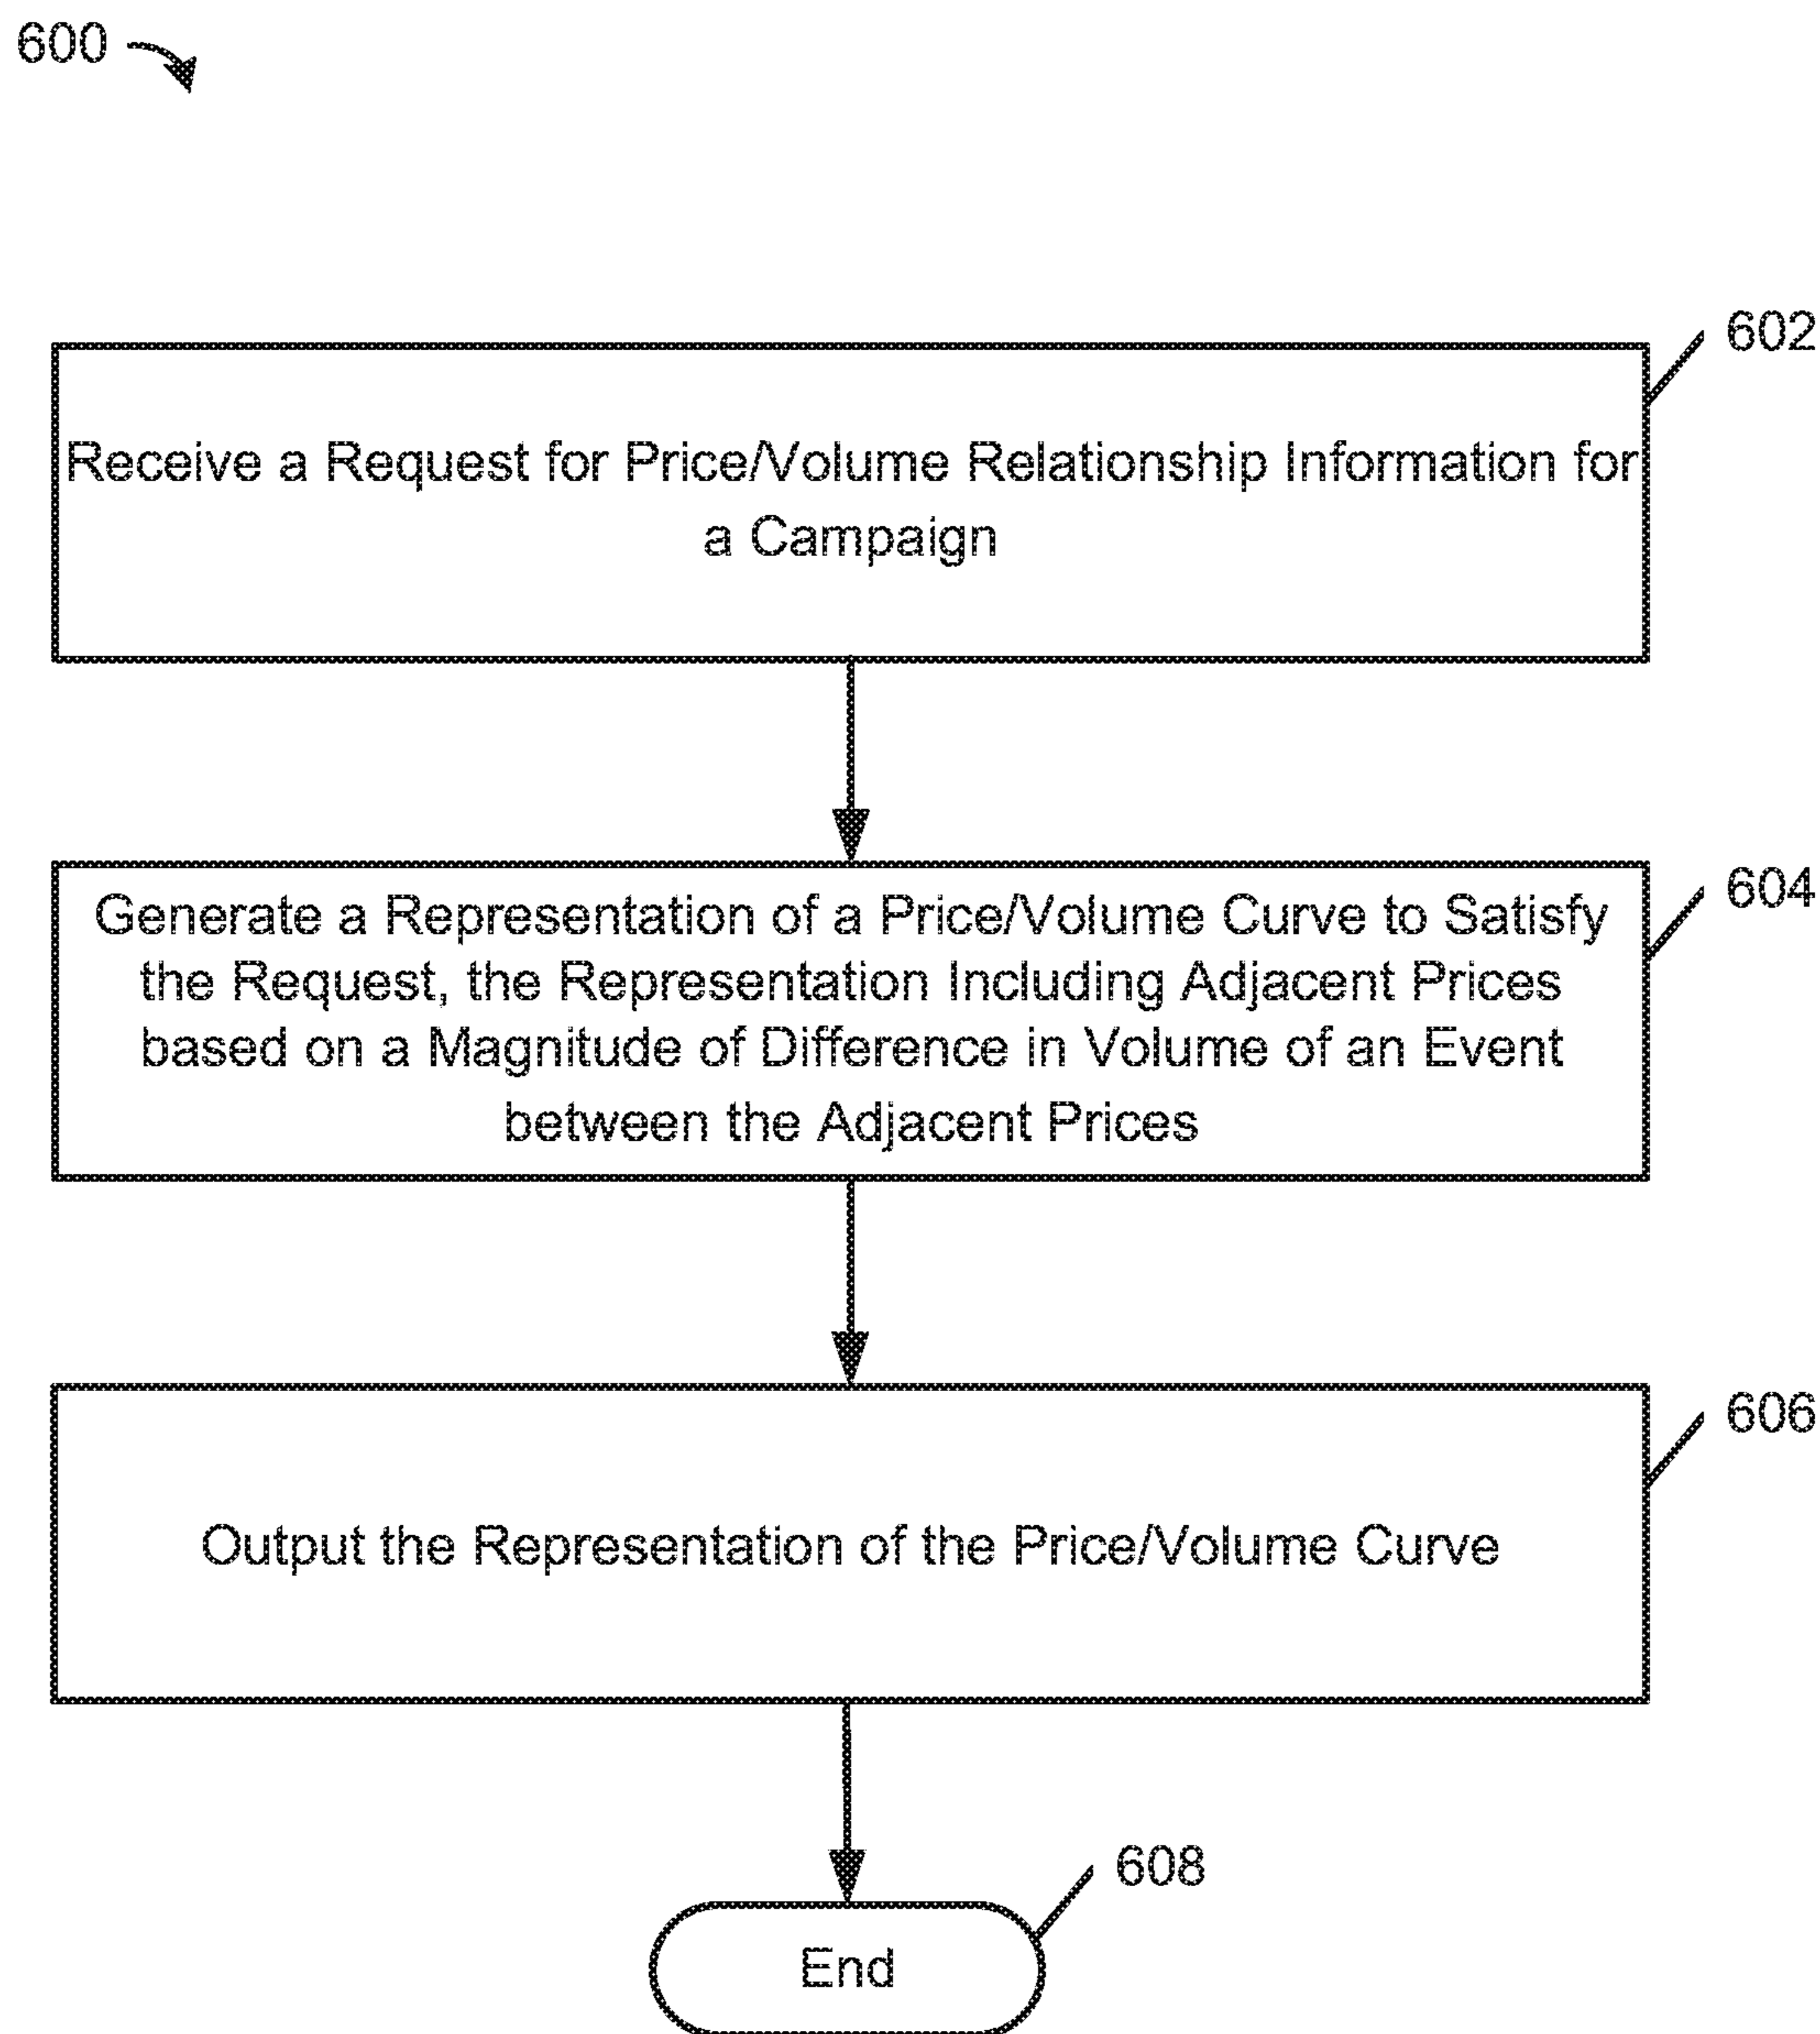 600
602
Receive a Request for Price/Volume Relationship Information for
a Campaign
604
Generate a Representation of a Price/Volume Curve to Satisfy
the Request, the Representation Including Adjacent Prices
based on a Magnitude of Difference in Volume of an Event
between the Adjacent Prices
606
Output the Representation of the Price/Volume Curve
608
End